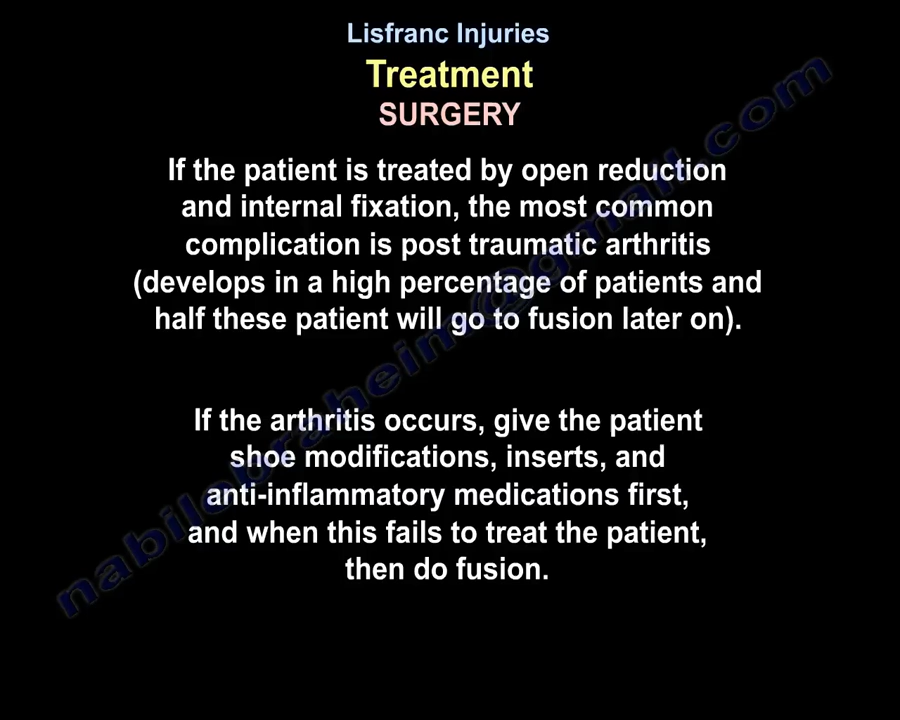 Lisfranc Injuries
Treatment
SURGERY
If the patient is treated by open reduction
and internal fixation, the most common
complication is post traumatic arthritis
(develops in a high percentage of patients and
half these patient will go to fusion later on).
If the arthritis occurs, give the patient
shoe modifications, inserts, and
anti-inflammatory medications first,
and when this fails to treat the patient,
then do fusion.
nabilebraheim@gmail.com